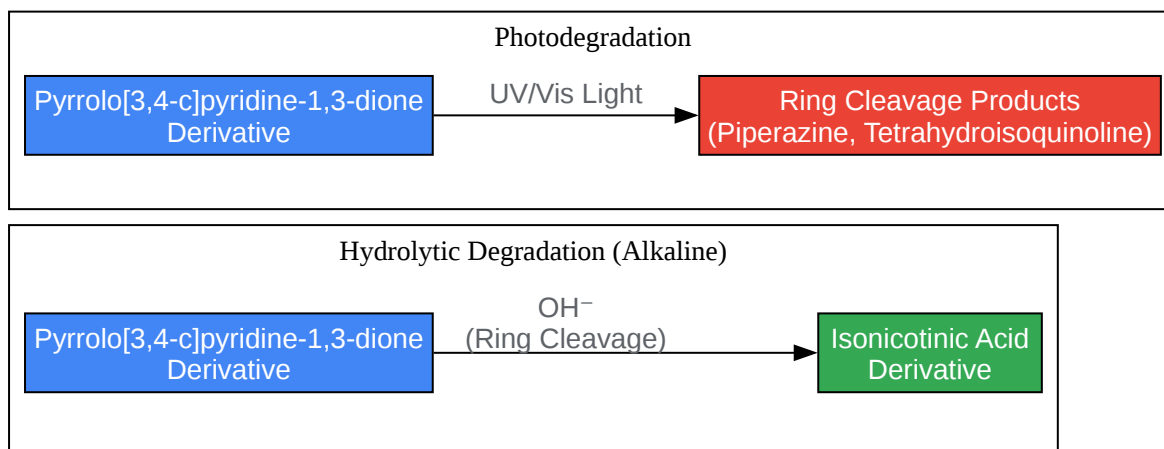 Photodegradation
Pyrrolo[3,4-c]pyridine-1,3-dione
Derivative
UV/Vis Light
Ring Cleavage Products
(Piperazine, Tetrahydroisoquinoline)
Hydrolytic Degradation (Alkaline)
Pyrrolo[3,4-c]pyridine-1,3-dione
Derivative
OH⁻
(Ring Cleavage)
Isonicotinic Acid
Derivative